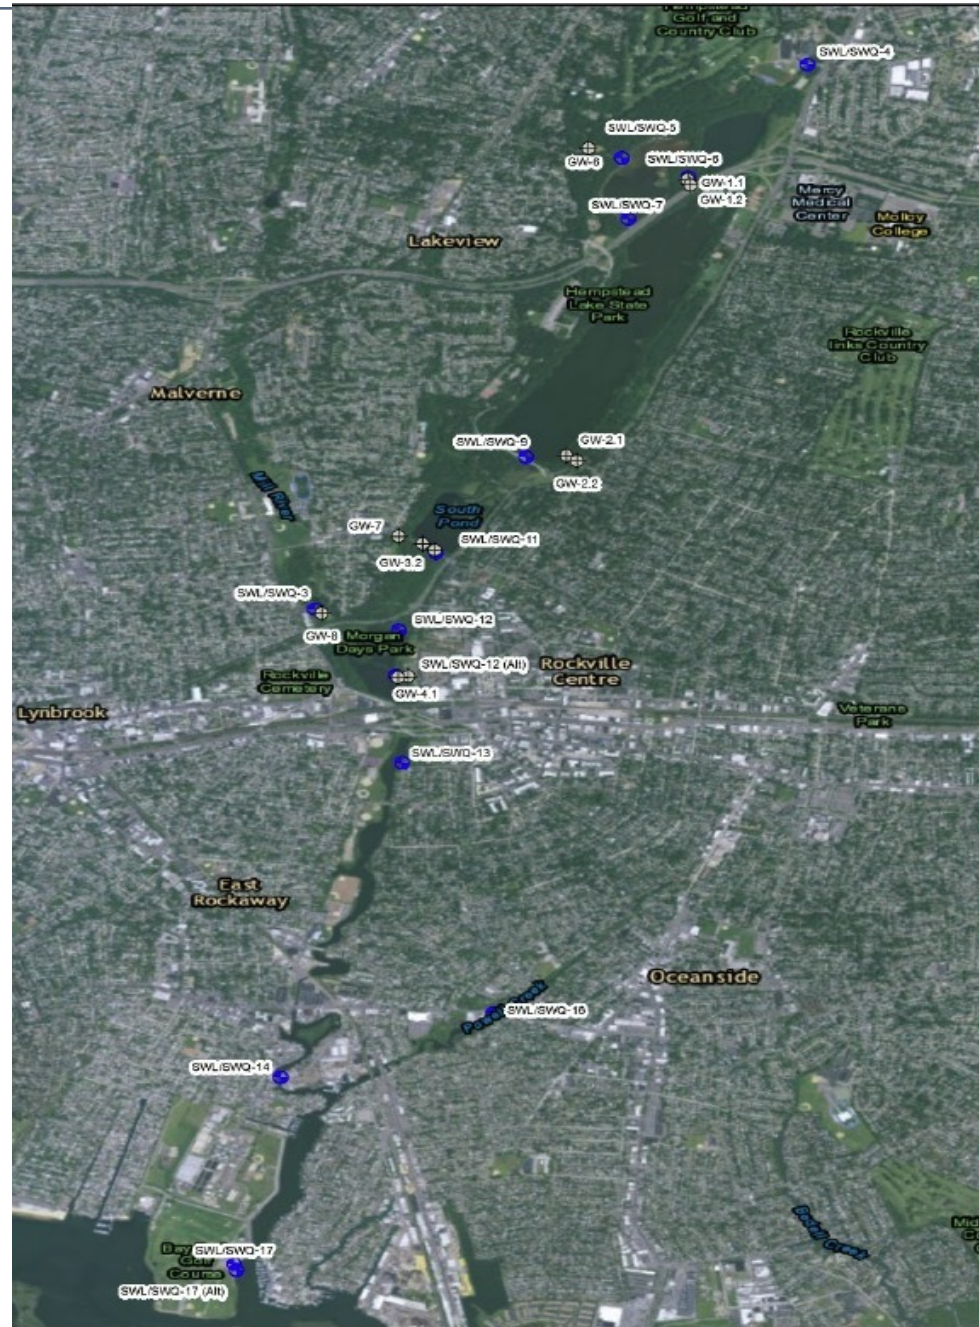 Hempstead
Golf and
Country Club
SWL/SWQ-4
SWL/SWQ-5
GW-6
SWL/SWQ-6
GW-1.1
GW-1.2
Mercy
Medical
Center
Molloy
College
SWL/SWQ-7
Lakeview
Hempstead
Lake State
Park
Rockville
links Country
Club
Malverne
SWL/SWQ-9
GW-2.1
GW-2.2
Mill River
South
Pond
GW-7
SWL/SWQ-11
GW-3.2
SWL/SWQ-3
GW-8
SWL/SWQ-12
Morgan
Days Park
SWL/SWQ-12 (Alt)
Rockville
Centre
Rockville
Cemetery
GW-4.1
Lynbrook
Veterans
Park
SWL/SWQ-13
East
Rockaway
Oceanside
Creek
SWL/SWQ-16
SWL/SWQ-14
Bedell Creek
Bay
SWL/SWQ-17
Golf
Course
SWL/SWQ-17 (Alt)